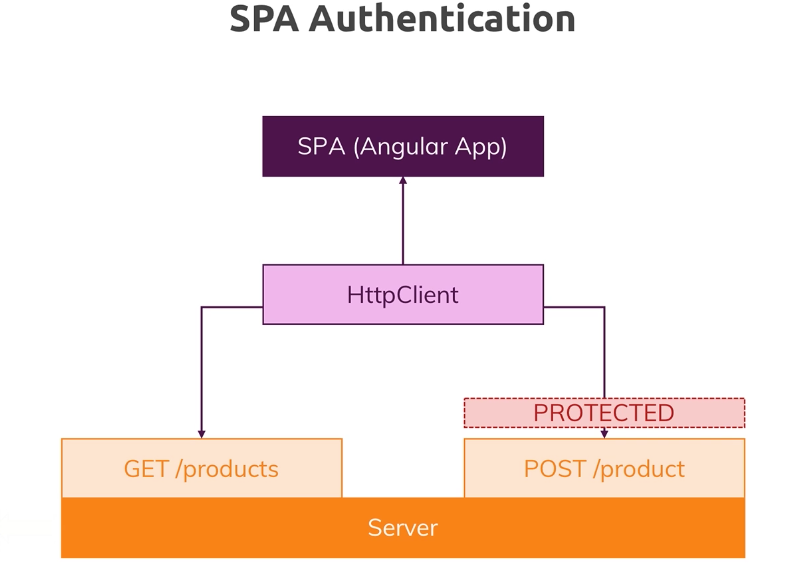 SPA Authentication
SPA (Angular App)
HttpClient
PROTECTED
GET /products
POST /product
Server